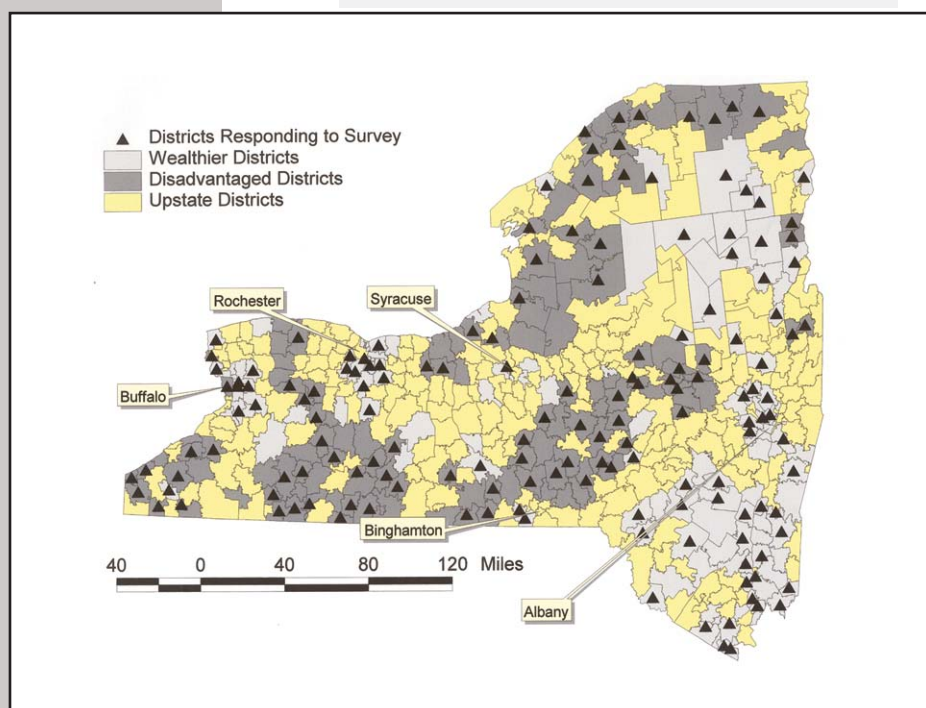 Districts Responding to Survey
Wealthier Districts
Disadvantaged Districts
Upstate Districts
Rochester
Syracuse
Buffalo
Binghamton
40 0 40 80 120 Miles
Albany